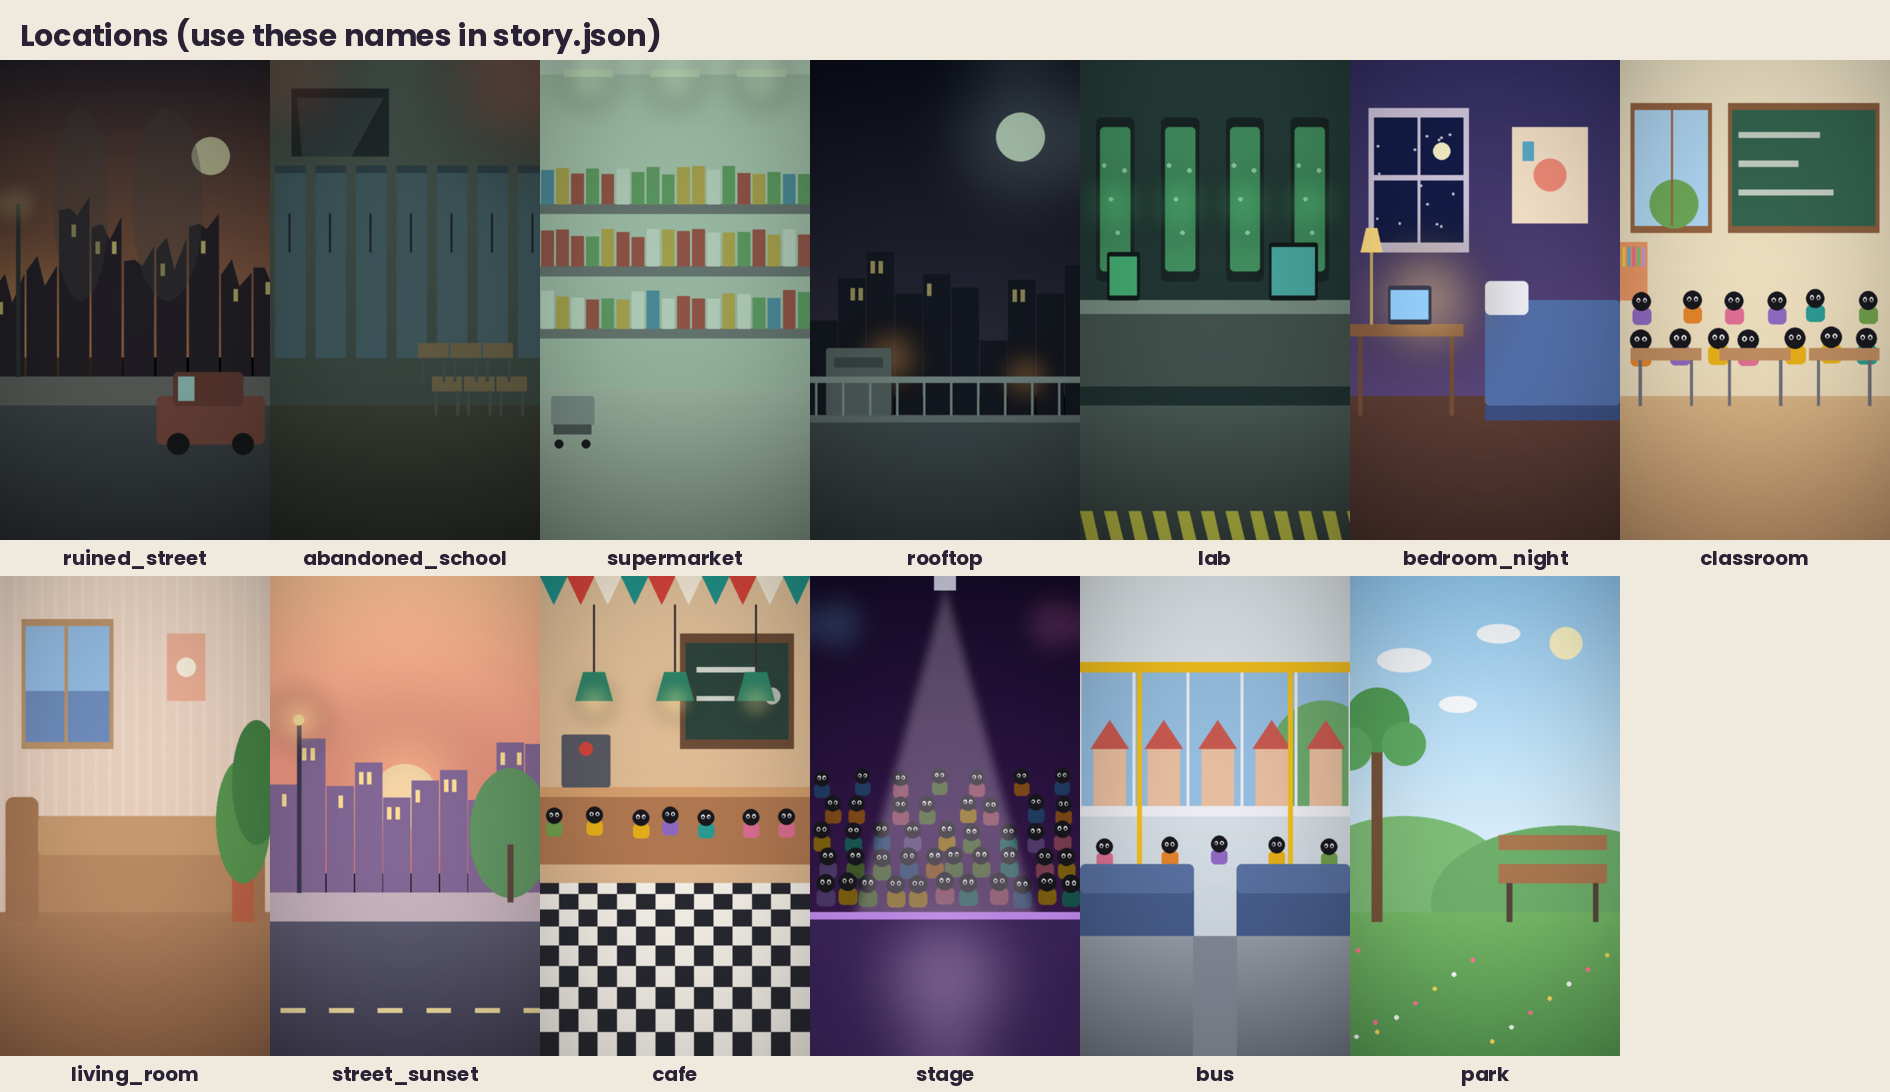 Locations (use these names in story.json)
ruined_street
abandoned_school
supermarket
rooftop
lab
bedroom_night
classroom
living_room
street_sunset
cafe
stage
bus
park